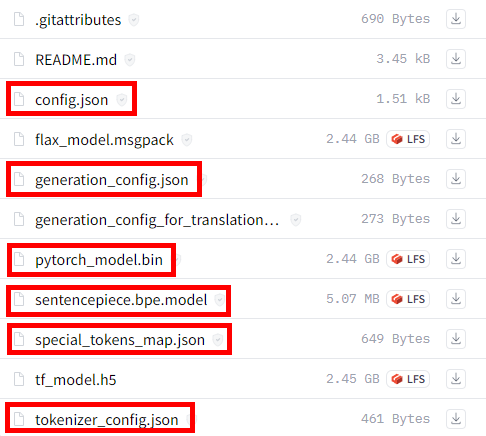 .gitattributes 690 Bytes
README.md 3.45 kB
config.json 1.51 kB
flax_model.msgpack 2.44 GB LFS
generation_config.json 268 Bytes
generation_config_for_translation... 273 Bytes
pytorch_model.bin 2.44 GB LFS
sentencepiece.bpe.model 5.07 MB LFS
special_tokens_map.json 649 Bytes
tf_model.h5 2.45 GB LFS
tokenizer_config.json 461 Bytes